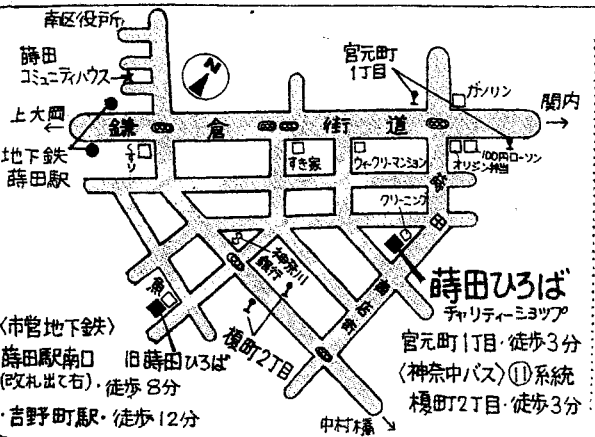 南区役所
蒔田
コミュニティハウス
N
宮元町
1丁目
ガソリン
上大岡
関内
鎌倉街道
地下鉄
蒔田駅
くすり
すき家
ウィークリーマンション
オリジン弁当
100円ローソン
クリーニング
神奈川
銀行
魚
商店街
蒔田ひろば
チャリティーショップ
〈市営地下鉄〉
蒔田駅南口
(改札出て右)・徒歩8分
・吉野町駅・徒歩12分
旧蒔田ひろば
榎町2丁目
宮元町1丁目・徒歩3分
〈神奈中バス〉⑪系統
榎町2丁目・徒歩3分
中村橋